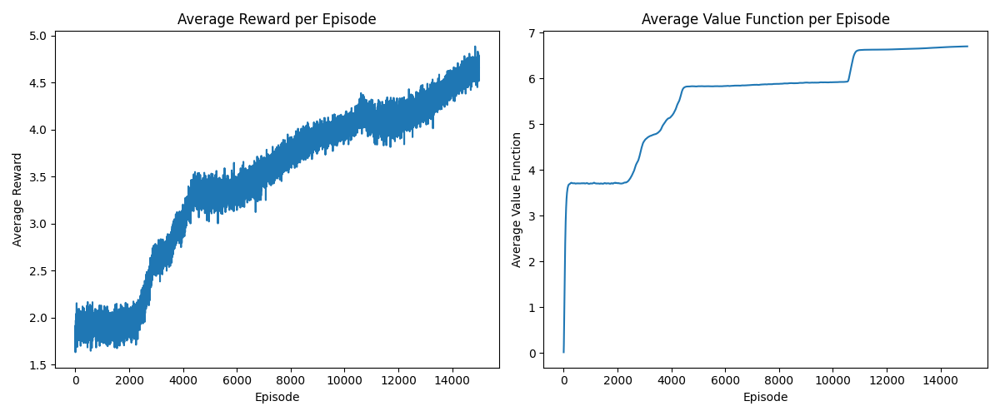 Average Reward per Episode
Average Reward
5.0
4.5
4.0
3.5
3.0
2.5
2.0
1.5
0 2000 4000 6000 8000 10000 12000 14000
Episode
Average Value Function per Episode
Average Value Function
7
6
5
4
3
2
1
0
0 2000 4000 6000 8000 10000 12000 14000
Episode